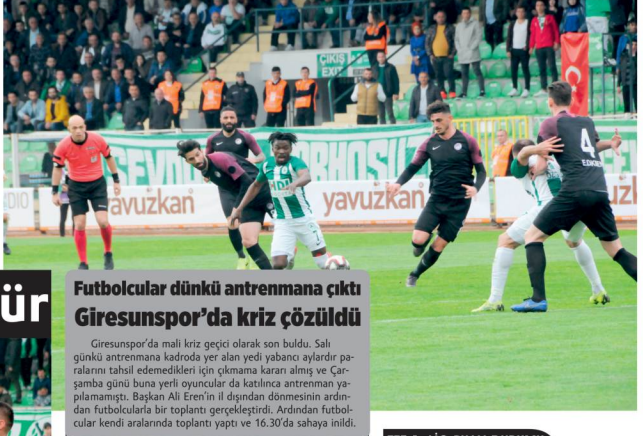 ÇIKIŞ
EXIT
yavuzkan
yavuzkan
4
7
ür
Futbolcular dünkü antrenmana çıktı
Giresunspor'da kriz çözüldü
Giresunspor'da mali kriz geçici olarak son buldu. Salı
günkü antrenmana kadroda yer alan yedi yabancı aylardır pa-
ralarını tahsil edemedikleri için çıkmama kararı almış ve Çar-
şamba günü buna yerli oyuncular da katılınca antrenman ya-
pılamamıştı. Başkan Ali Eren'in il dışından dönmesinin ardın-
dan futbolcularla bir toplantı gerçekleştirdi. Ardından futbol-
cular kendi aralarında toplantı yaptı ve 16.30'da sahaya inildi.